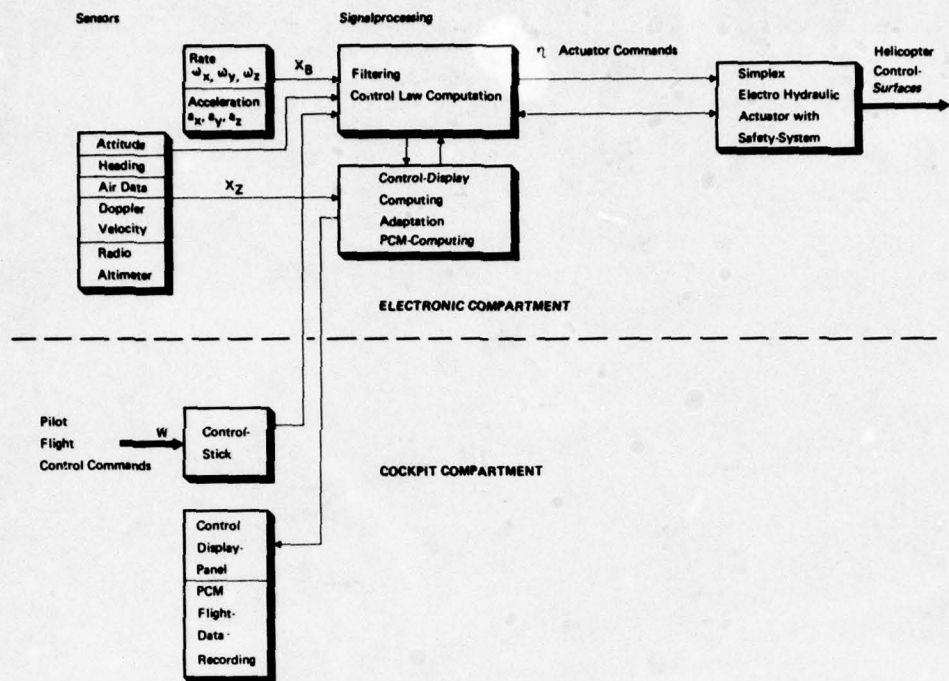 Sensors
Signalprocessing
Rate
ωx, ωy, ωz
Acceleration
ax, ay, az
XB
Filtering
Control Law Computation
η Actuator Commands
Simplex
Electro Hydraulic
Actuator with
Safety-System
Helicopter
Control-
Surfaces
Attitude
Heading
Air Data
Doppler
Velocity
Radio
Altimeter
XZ
Control-Display
Computing
Adaptation
PCM-Computing
ELECTRONIC COMPARTMENT
Pilot
Flight
Control Commands
W
Control-
Stick
COCKPIT COMPARTMENT
Control
Display-
Panel
PCM
Flight-
Data-
Recording